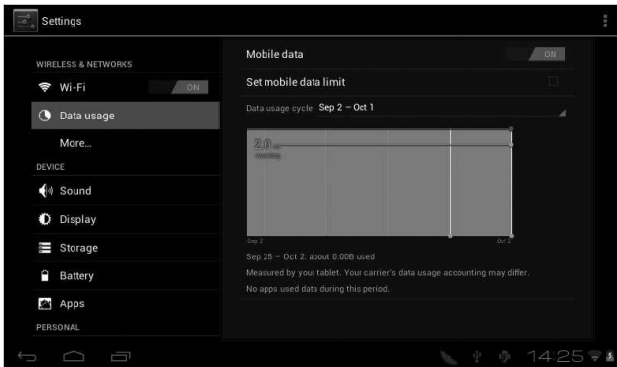 Settings
WIRELESS & NETWORKS
Wi-Fi ON
Data usage
More...
DEVICE
Sound
Display
Storage
Battery
Apps
PERSONAL
Mobile data ON
Set mobile data limit
Data usage cycle Sep 2 – Oct 1
2.0
warning
Sep 2 Oct 2
Sep 25 – Oct 2: about 0.00B used
Measured by your tablet. Your carrier's data usage accounting may differ.
No apps used data during this period.
14:25